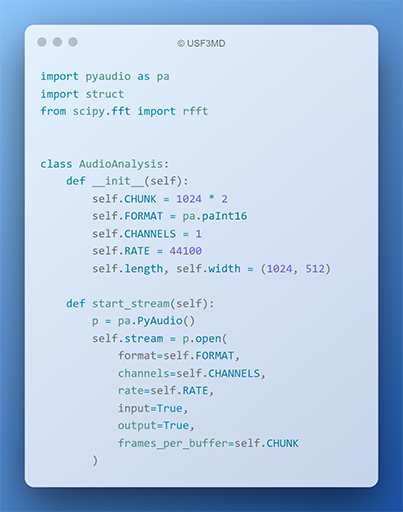 © USF3MD
import pyaudio as pa
import struct
from scipy.fft import rfft
class AudioAnalysis:
    def __init__(self):
        self.CHUNK = 1024 * 2
        self.FORMAT = pa.paInt16
        self.CHANNELS = 1
        self.RATE = 44100
        self.length, self.width = (1024, 512)
    def start_stream(self):
        p = pa.PyAudio()
        self.stream = p.open(
            format=self.FORMAT,
            channels=self.CHANNELS,
            rate=self.RATE,
            input=True,
            output=True,
            frames_per_buffer=self.CHUNK
        )